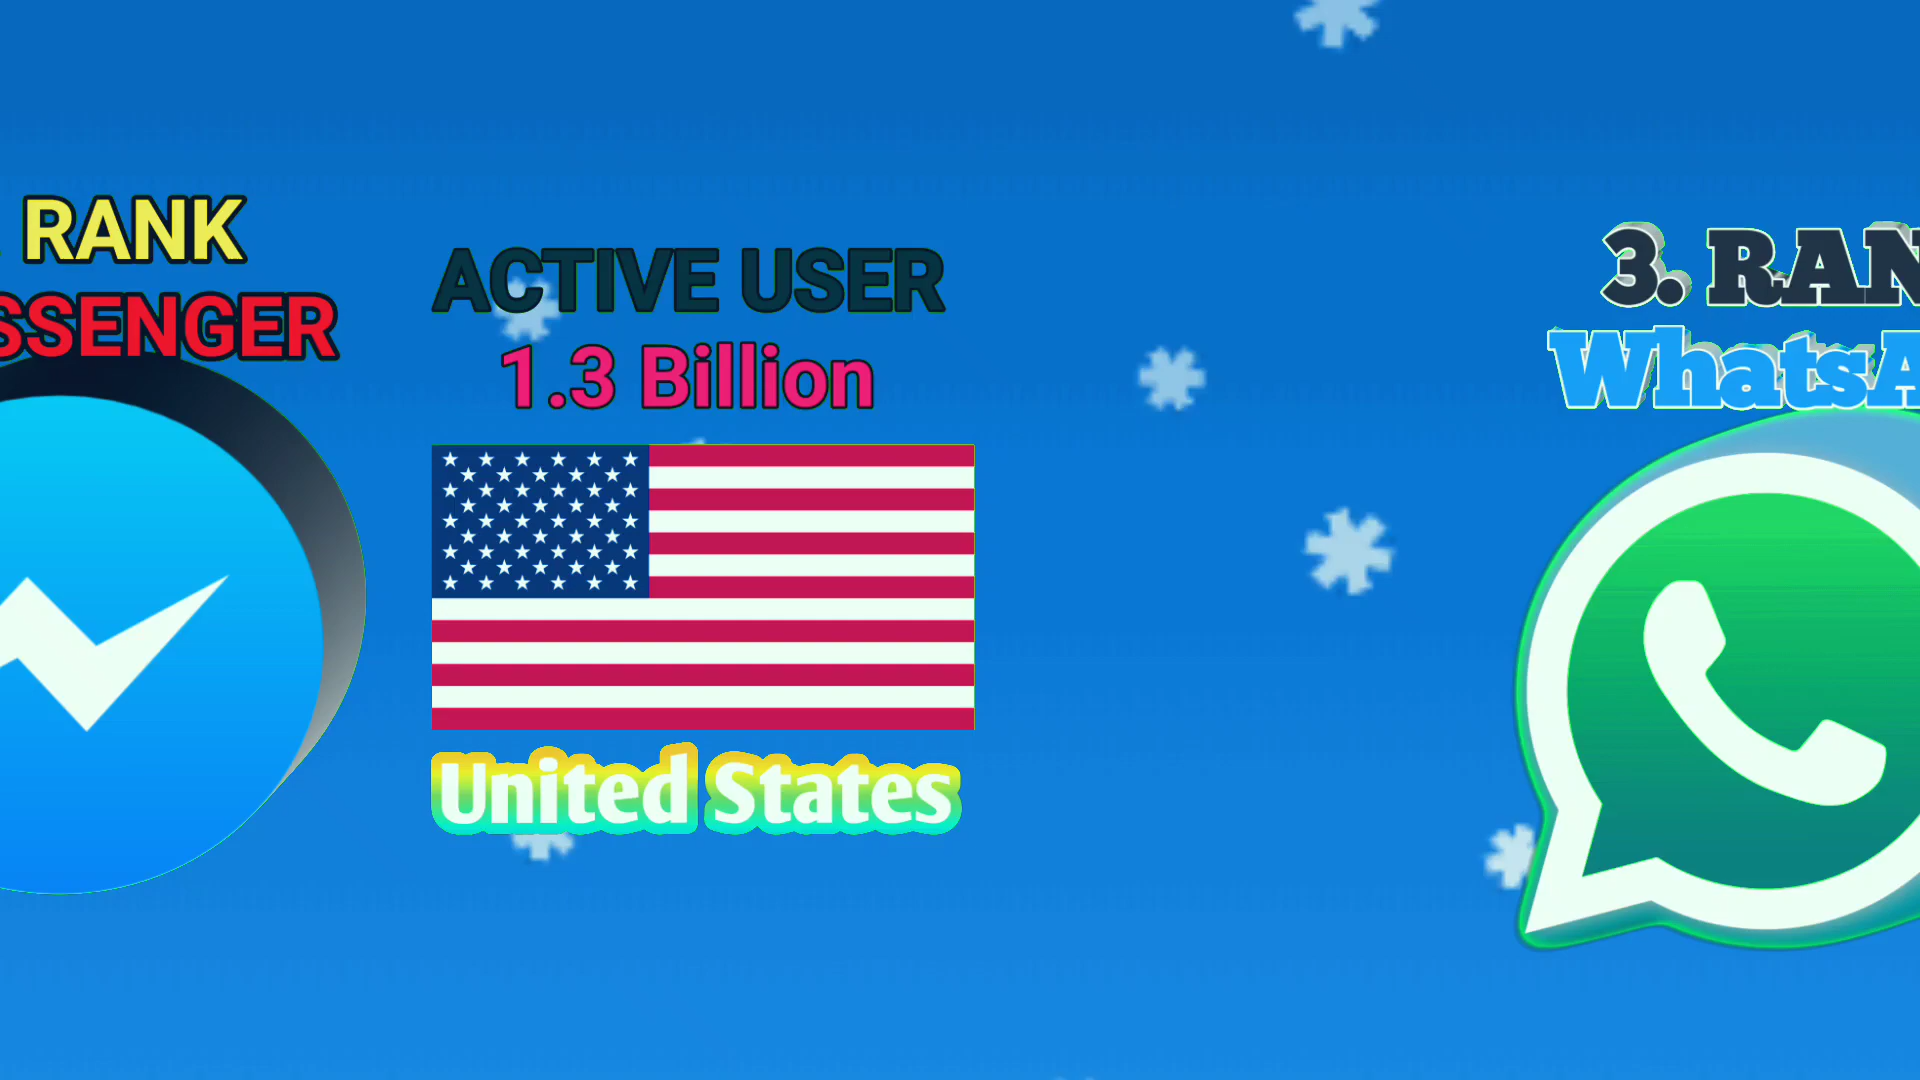 RANK
SSENGER
ACTIVE USER
1.3 Billion
United States
3. RAN
WhatsA